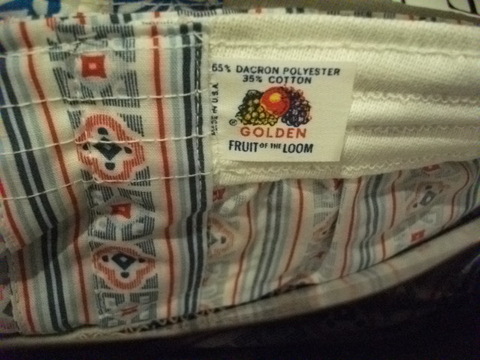 65% DACRON POLYESTER
35% COTTON
MADE IN U.S.A
®
GOLDEN
FRUIT OF THE LOOM